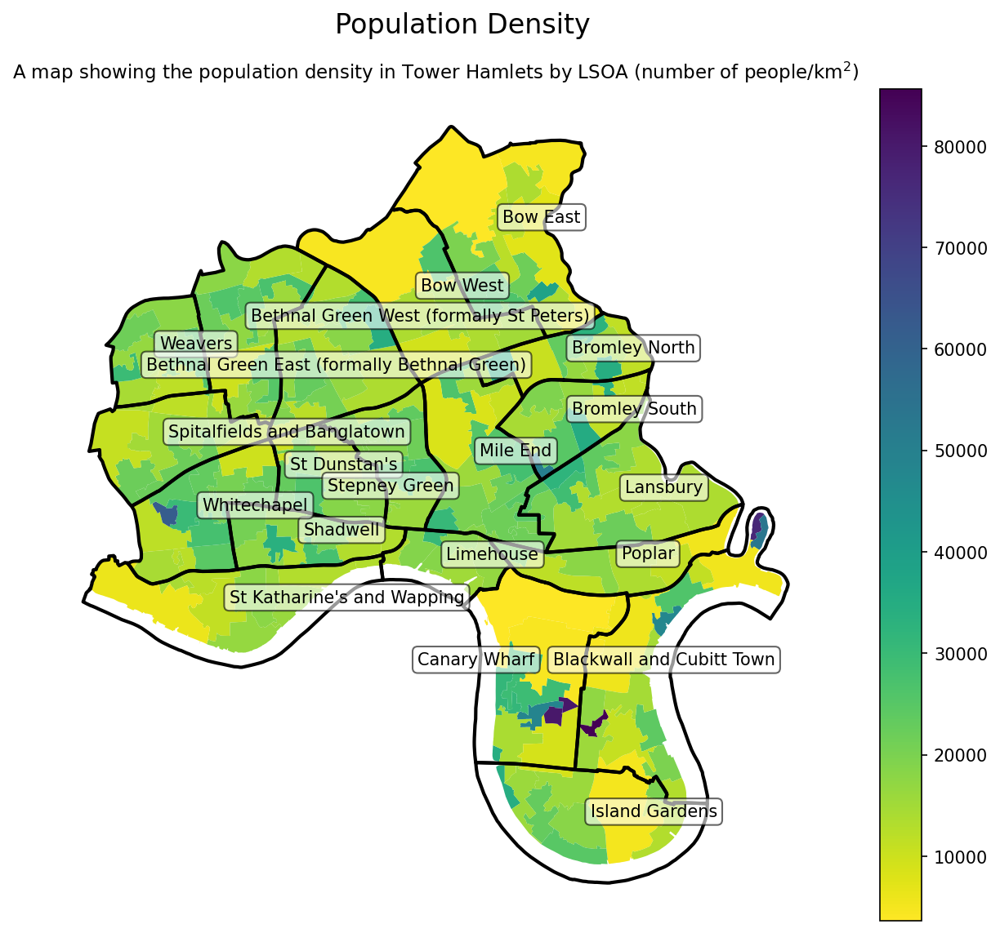 Population Density
A map showing the population density in Tower Hamlets by LSOA (number of people/km²)
80000
70000
60000
50000
40000
30000
20000
10000
Bow East
Bow West
Bethnal Green West (formally St Peters)
Weavers
Bromley North
Bethnal Green East (formally Bethnal Green)
Bromley South
Spitalfields and Banglatown
Mile End
St Dunstan's
Stepney Green
Lansbury
Whitechapel
Shadwell
Limehouse
Poplar
St Katharine's and Wapping
Canary Wharf
Blackwall and Cubitt Town
Island Gardens